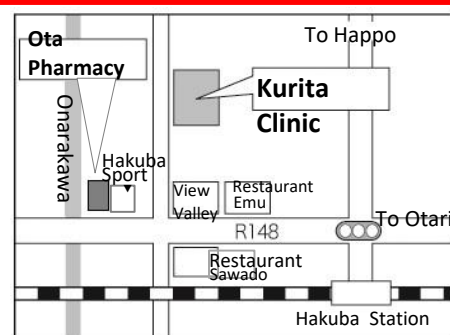 Ota
Pharmacy
To Happo
Kurita
Clinic
Onarakawa
Hakuba
Sport
View
Valley
Restaurant
Emu
To Otari
R148
Restaurant
Sawado
Hakuba Station